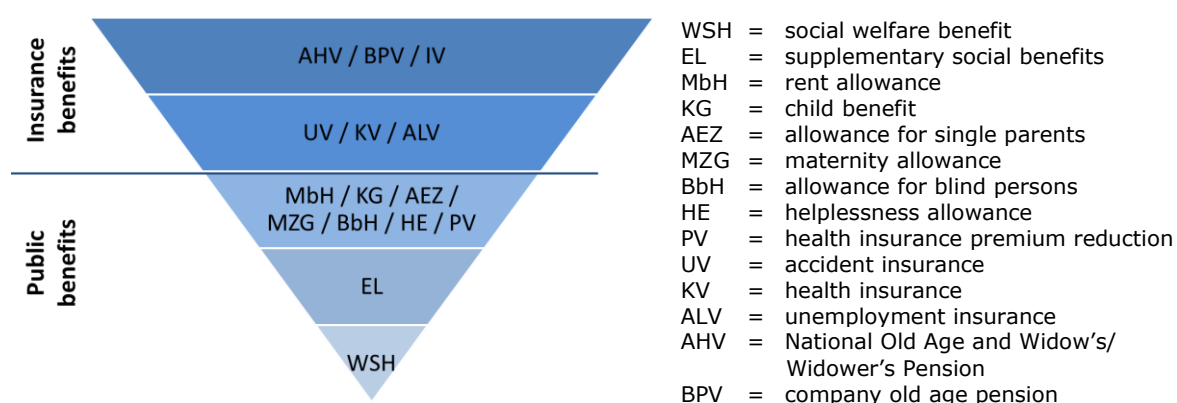 Insurance
benefits
AHV / BPV / IV
UV / KV / ALV
Public
benefits
MbH / KG / AEZ /
MZG / BbH / HE / PV
EL
WSH
WSH = social welfare benefit
EL = supplementary social benefits
MbH = rent allowance
KG = child benefit
AEZ = allowance for single parents
MZG = maternity allowance
BbH = allowance for blind persons
HE = helplessness allowance
PV = health insurance premium reduction
UV = accident insurance
KV = health insurance
ALV = unemployment insurance
AHV = National Old Age and Widow's/
Widower's Pension
BPV = company old age pension